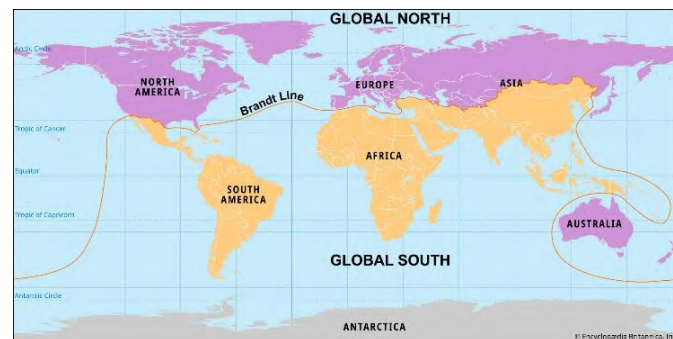 GLOBAL NORTH
Arctic Circle
NORTH
AMERICA
EUROPE
ASIA
Brandt Line
Tropic of Cancer
AFRICA
Equator
SOUTH
AMERICA
Tropic of Capricorn
AUSTRALIA
GLOBAL SOUTH
Antarctic Circle
ANTARCTICA
© Encyclopædia Britannica, In